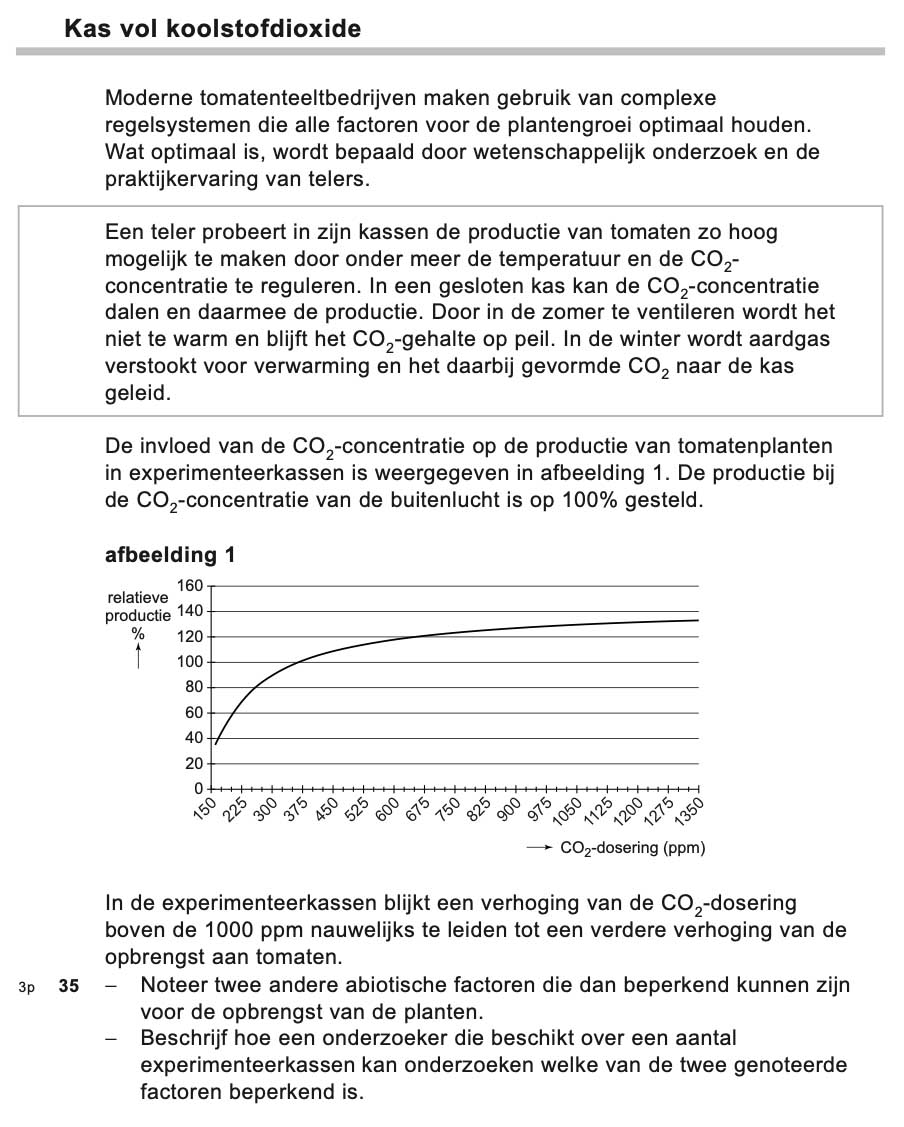 Kas vol koolstofdioxide
Moderne tomatenteeltbedrijven maken gebruik van complexe
regelsystemen die alle factoren voor de plantengroei optimaal houden.
Wat optimaal is, wordt bepaald door wetenschappelijk onderzoek en de
praktijkervaring van telers.
Een teler probeert in zijn kassen de productie van tomaten zo hoog
mogelijk te maken door onder meer de temperatuur en de CO₂-
concentratie te reguleren. In een gesloten kas kan de CO₂-concentratie
dalen en daarmee de productie. Door in de zomer te ventileren wordt het
niet te warm en blijft het CO₂-gehalte op peil. In de winter wordt aardgas
verstookt voor verwarming en het daarbij gevormde CO₂ naar de kas
geleid.
De invloed van de CO₂-concentratie op de productie van tomatenplanten
in experimenteerkassen is weergegeven in afbeelding 1. De productie bij
de CO₂-concentratie van de buitenlucht is op 100% gesteld.
afbeelding 1
relatieve
productie
%
160
140
120
100
80
60
40
20
0
150 225 300 375 450 525 600 675 750 825 900 975 1050 1125 1200 1275 1350
CO₂-dosering (ppm)
In de experimenteerkassen blijkt een verhoging van de CO₂-dosering
boven de 1000 ppm nauwelijks te leiden tot een verdere verhoging van de
opbrengst aan tomaten.
3p 35 – Noteer twee andere abiotische factoren die dan beperkend kunnen zijn
voor de opbrengst van de planten.
– Beschrijf hoe een onderzoeker die beschikt over een aantal
experimenteerkassen kan onderzoeken welke van de twee genoteerde
factoren beperkend is.